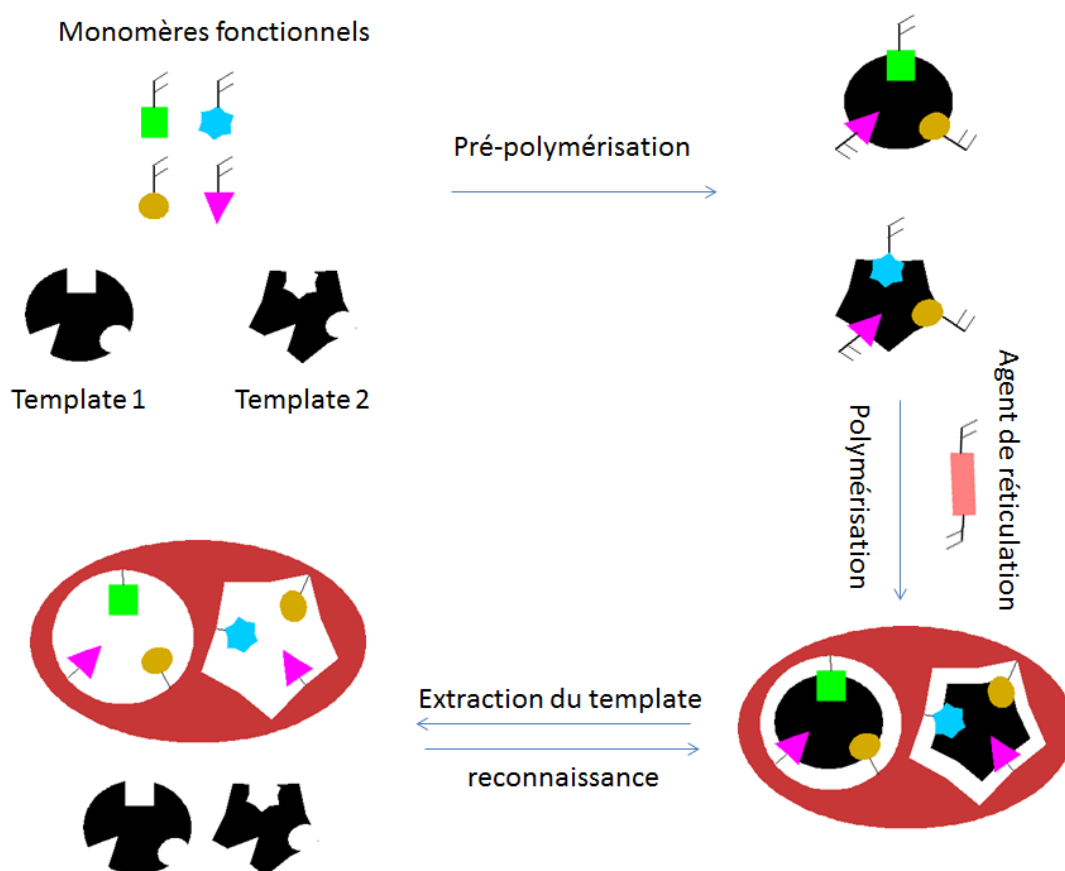 Monomères fonctionnels
Pré-polymérisation
Template 1
Template 2
Polymérisation
Agent de réticulation
Extraction du template
reconnaissance